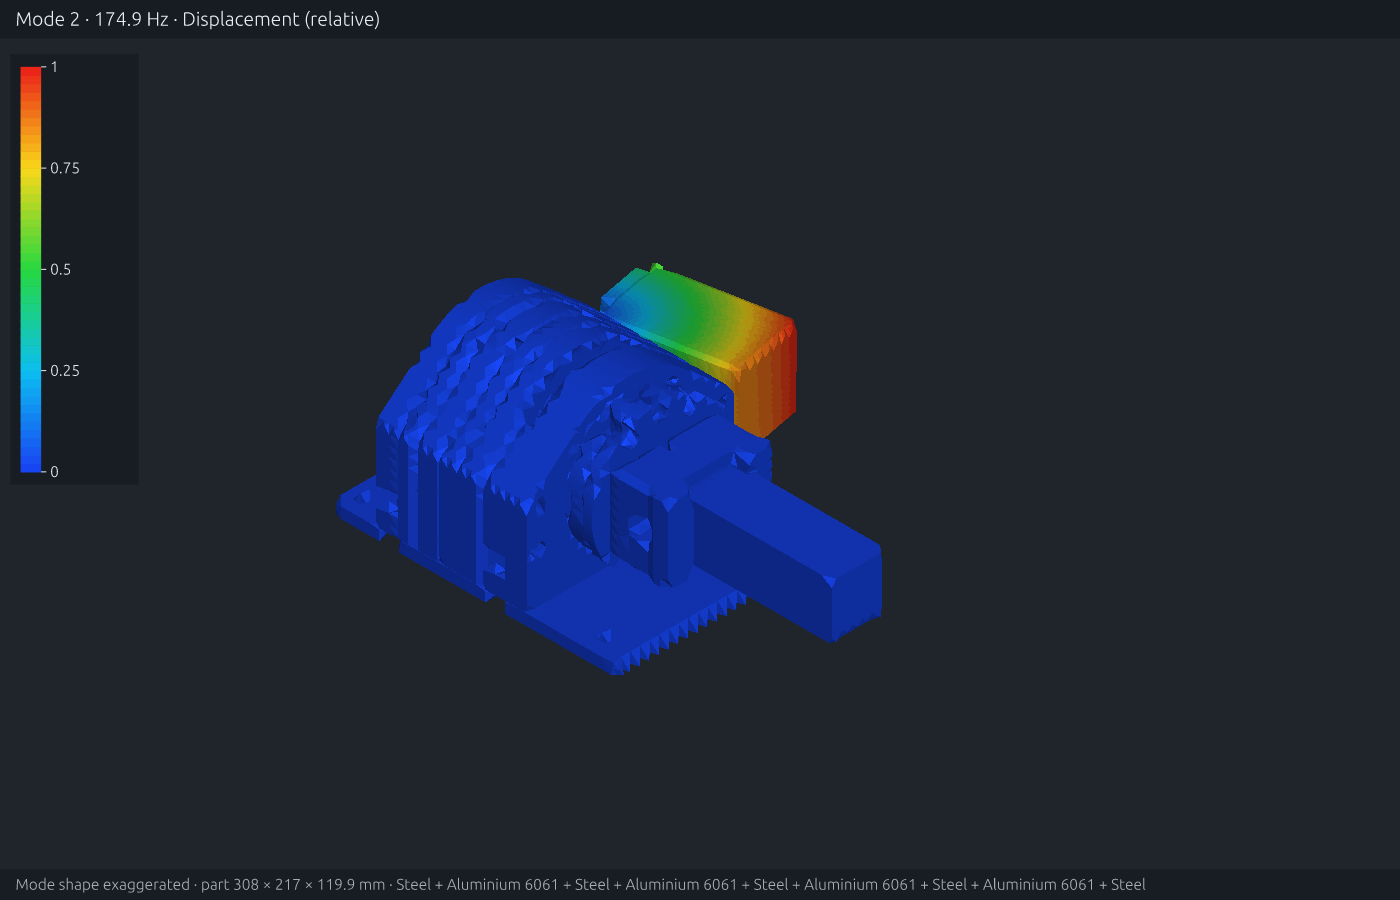 Mode 2 · 174.9 Hz · Displacement (relative)
1
0.75
0.5
0.25
0
Mode shape exaggerated · part 308 × 217 × 119.9 mm · Steel + Aluminium 6061 + Steel + Aluminium 6061 + Steel + Aluminium 6061 + Steel + Aluminium 6061 + Steel